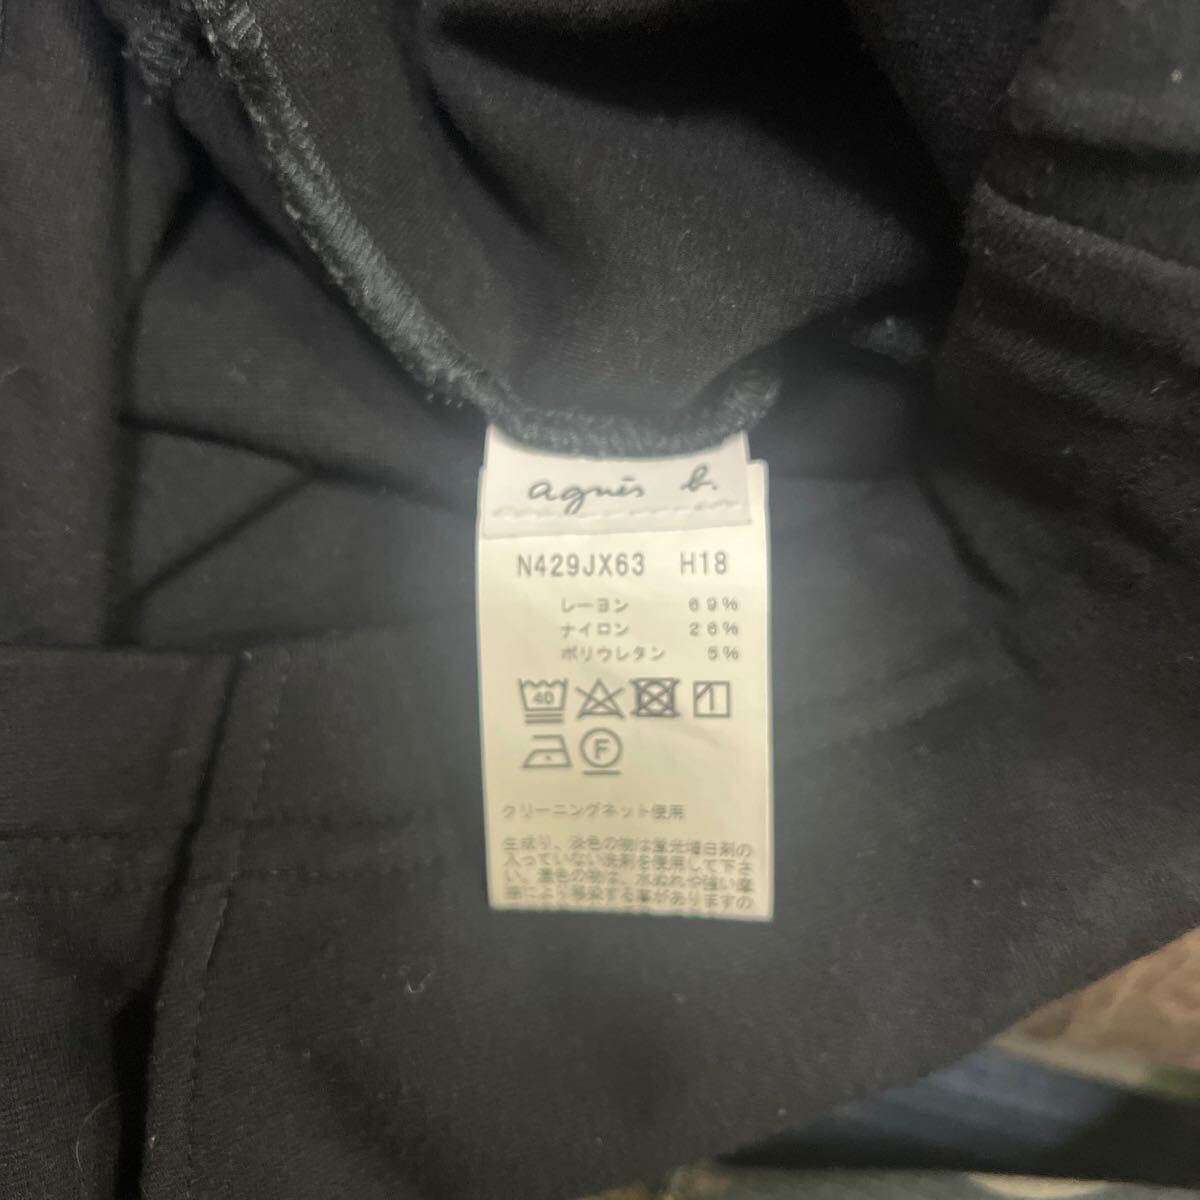 agnès b.
N429JX63 H18
レーヨン 69%
ナイロン 26%
ポリウレタン 5%
40
F
クリーニングネット使用
生成り、淡色の物は蛍光増白剤の
入っていない洗剤を使用して下さ
い。濃色の物は、水ぬれや強い摩
擦により移染する事がありますの